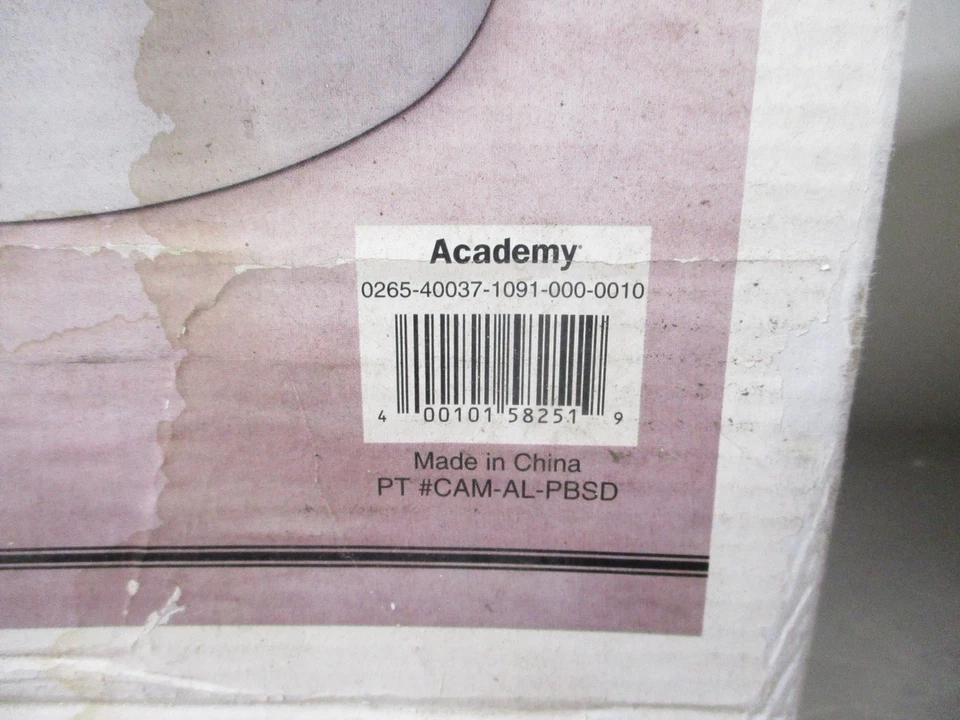 Academy
0265-40037-1091-000-0010
4 00101 58251 9
Made in China
PT #CAM-AL-PBSD